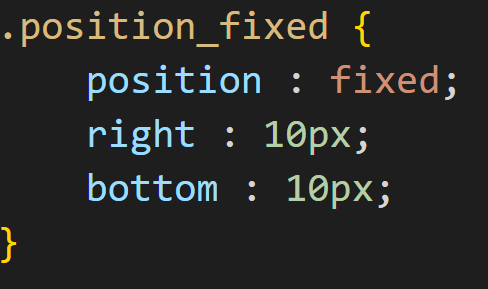 .position_fixed {
    position : fixed;
    right : 10px;
    bottom : 10px;
}